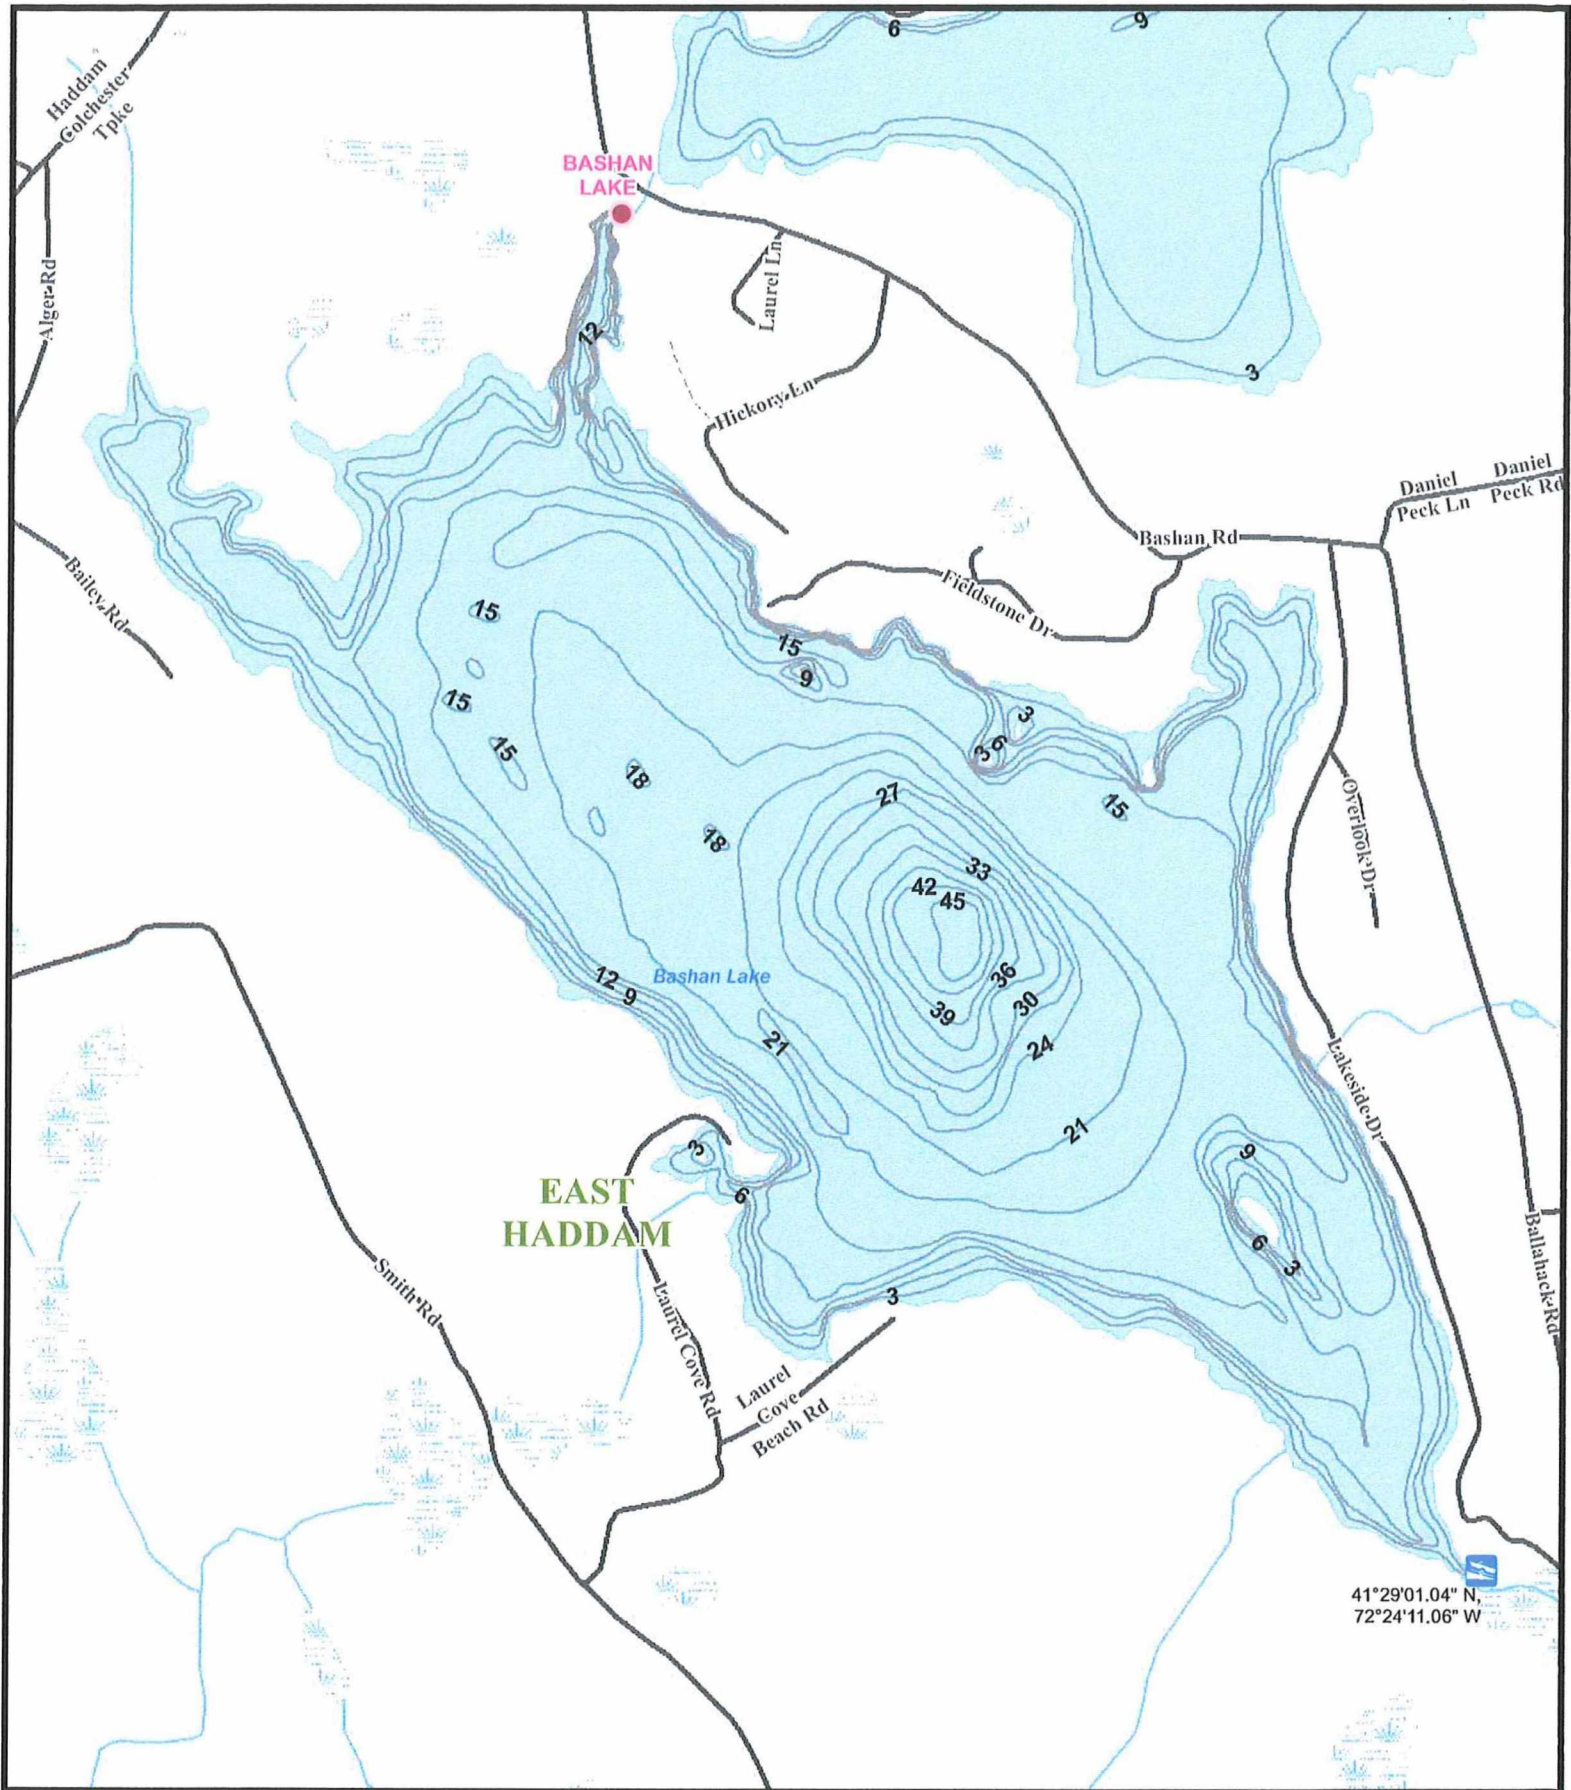 6
9
Haddam
Colchester
Tpke
BASHAN
LAKE
Alger Rd
Laurel Ln
12
3
Hickory Ln
Daniel
Peck Ln
Daniel
Peck Rd
Bashan Rd
Bailey Rd
Fieldstone Dr
15
15
9
15
3
3
6
15
18
27
15
18
Overlook Dr
33
42
45
12
9
Bashan Lake
36
39
30
21
24
Lakeside Dr
21
3
9
6
EAST
HADDAM
6
3
Ballahack Rd
Smith Rd
3
Laurel Cove Rd
Laurel
Cove
Beach Rd
41°29'01.04" N,
72°24'11.06" W